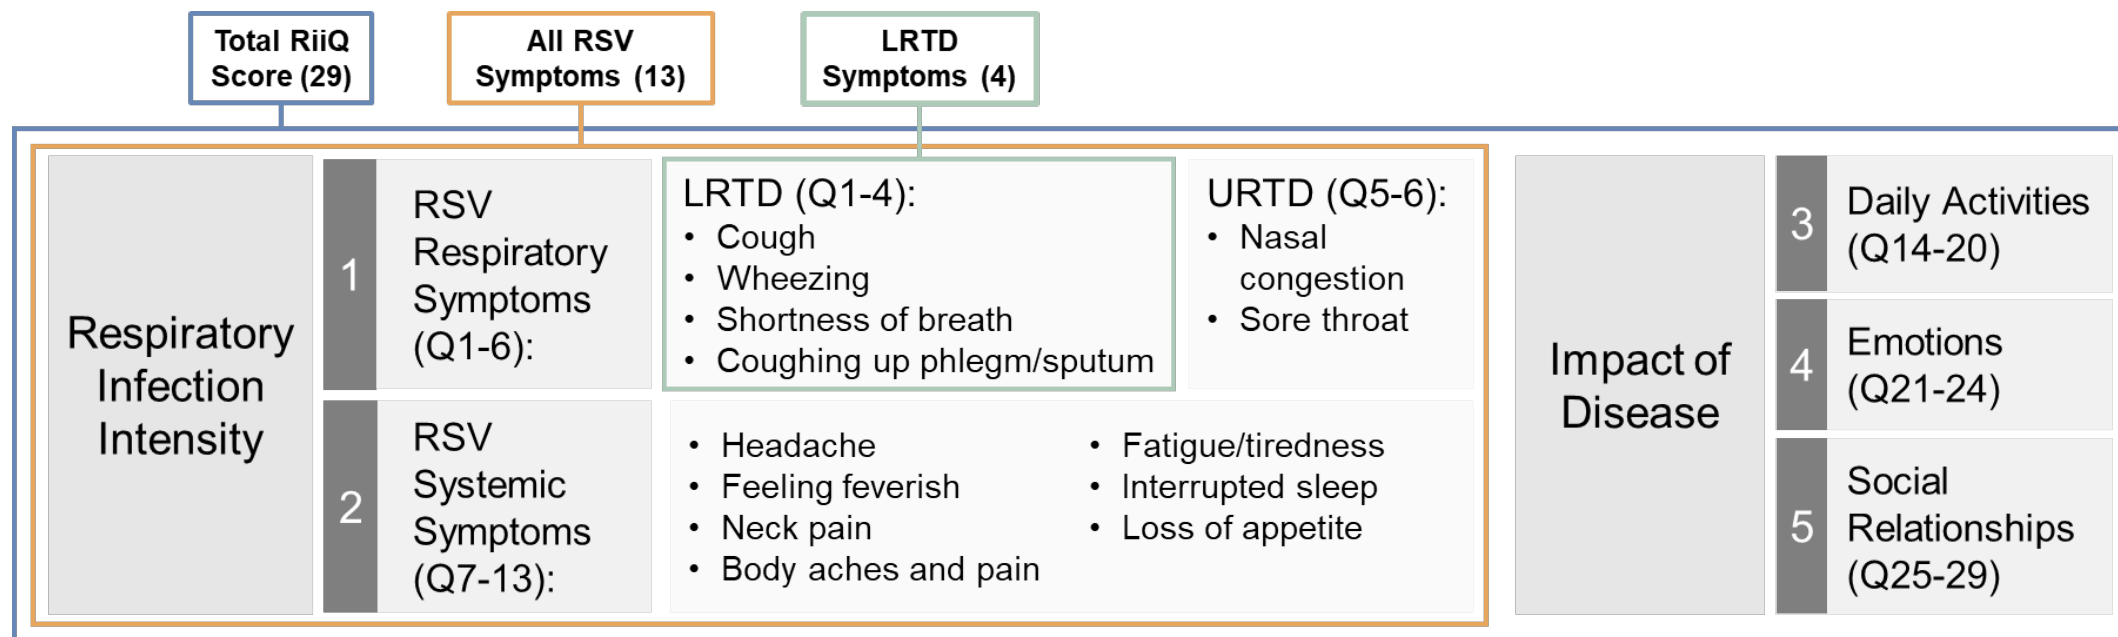 Total RiiQ
Score (29)
All RSV
Symptoms (13)
LRTD
Symptoms (4)
Respiratory
Infection
Intensity
1
RSV
Respiratory
Symptoms
(Q1-6):
LRTD (Q1-4):
• Cough
• Wheezing
• Shortness of breath
• Coughing up phlegm/sputum
URTD (Q5-6):
• Nasal
congestion
• Sore throat
2
RSV
Systemic
Symptoms
(Q7-13):
• Headache
• Feeling feverish
• Neck pain
• Body aches and pain
• Fatigue/tiredness
• Interrupted sleep
• Loss of appetite
Impact of
Disease
3
Daily Activities
(Q14-20)
4
Emotions
(Q21-24)
5
Social
Relationships
(Q25-29)